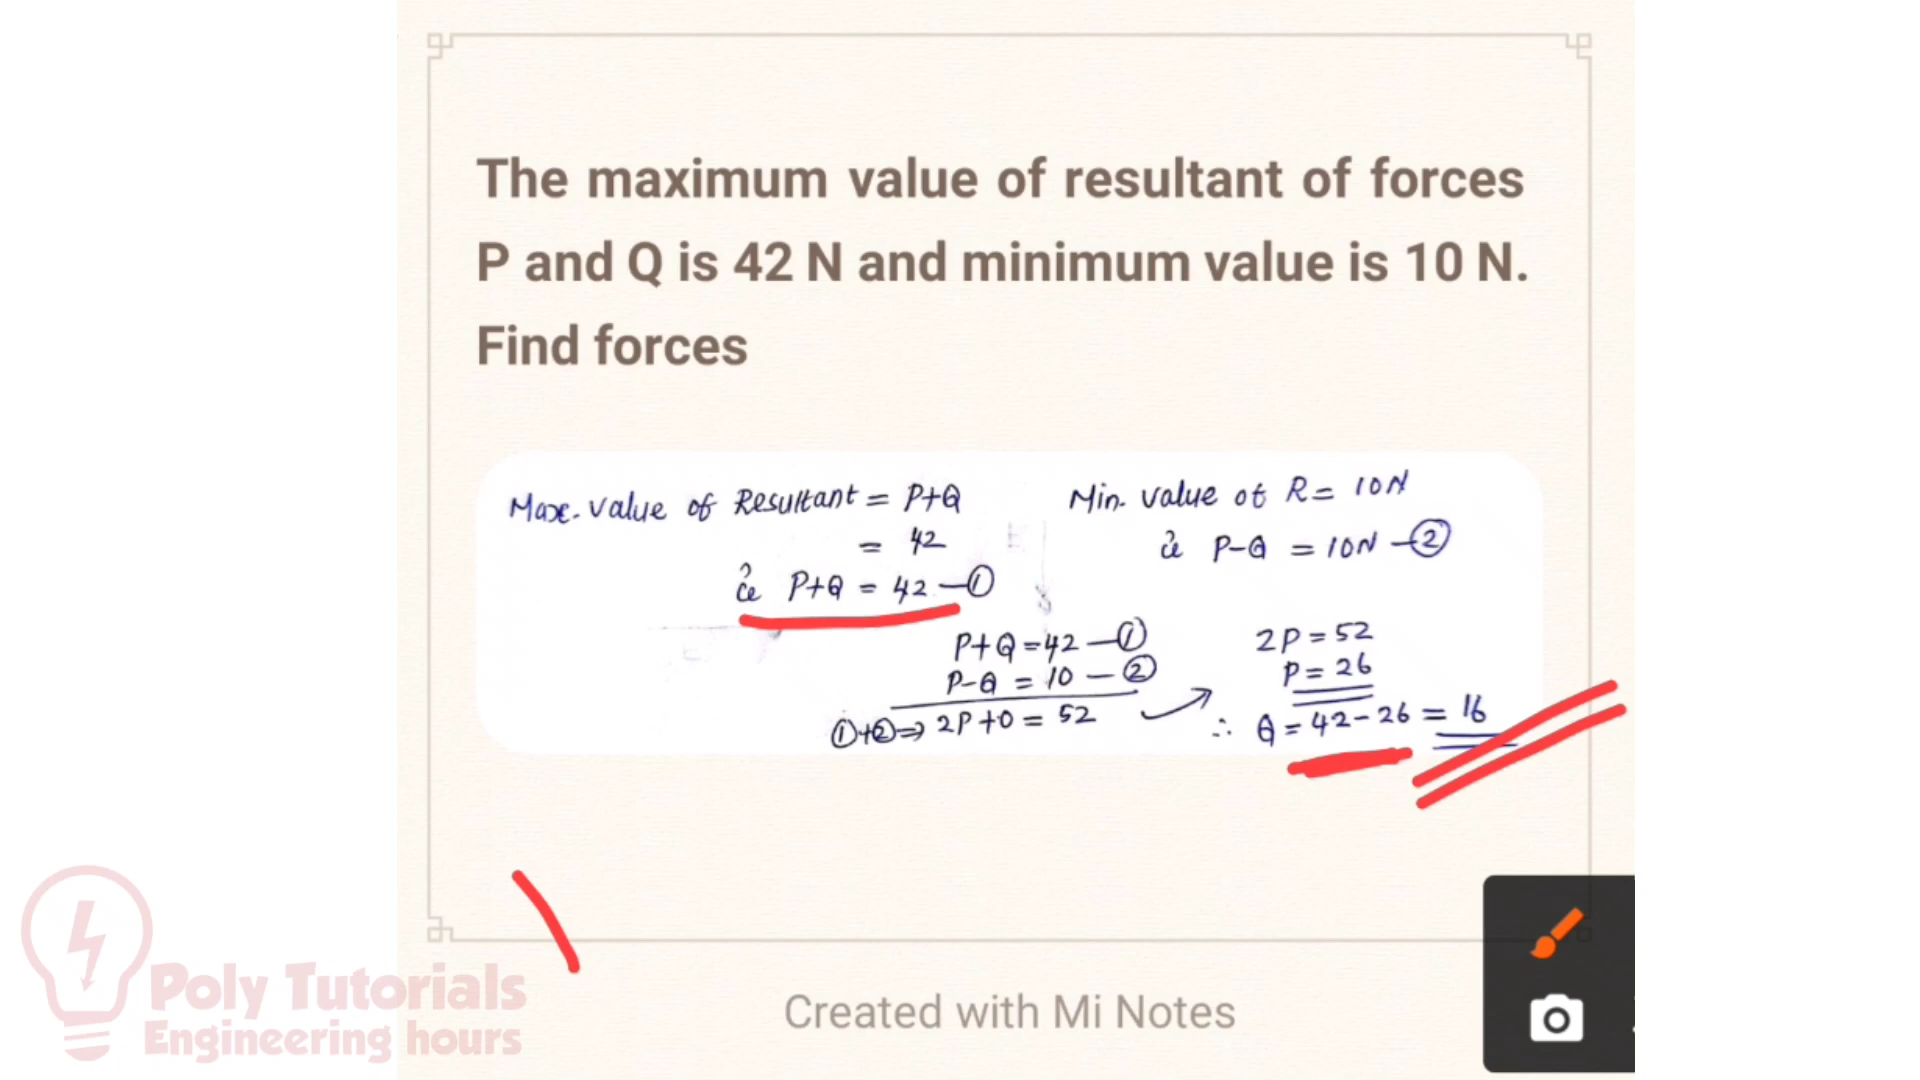 The maximum value of resultant of forces
P and Q is 42 N and minimum value is 10 N.
Find forces
Max. value of Resultant = P+Q
= 42
ie P+Q = 42 —①
Min. value of R = 10N
ie P-Q = 10N —②
P+Q = 42 —①
P-Q = 10 —②
①+②⇒ 2P+0 = 52
2P = 52
P = 26
∴ Q = 42-26 = 16
Poly Tutorials
Engineering hours
Created with Mi Notes